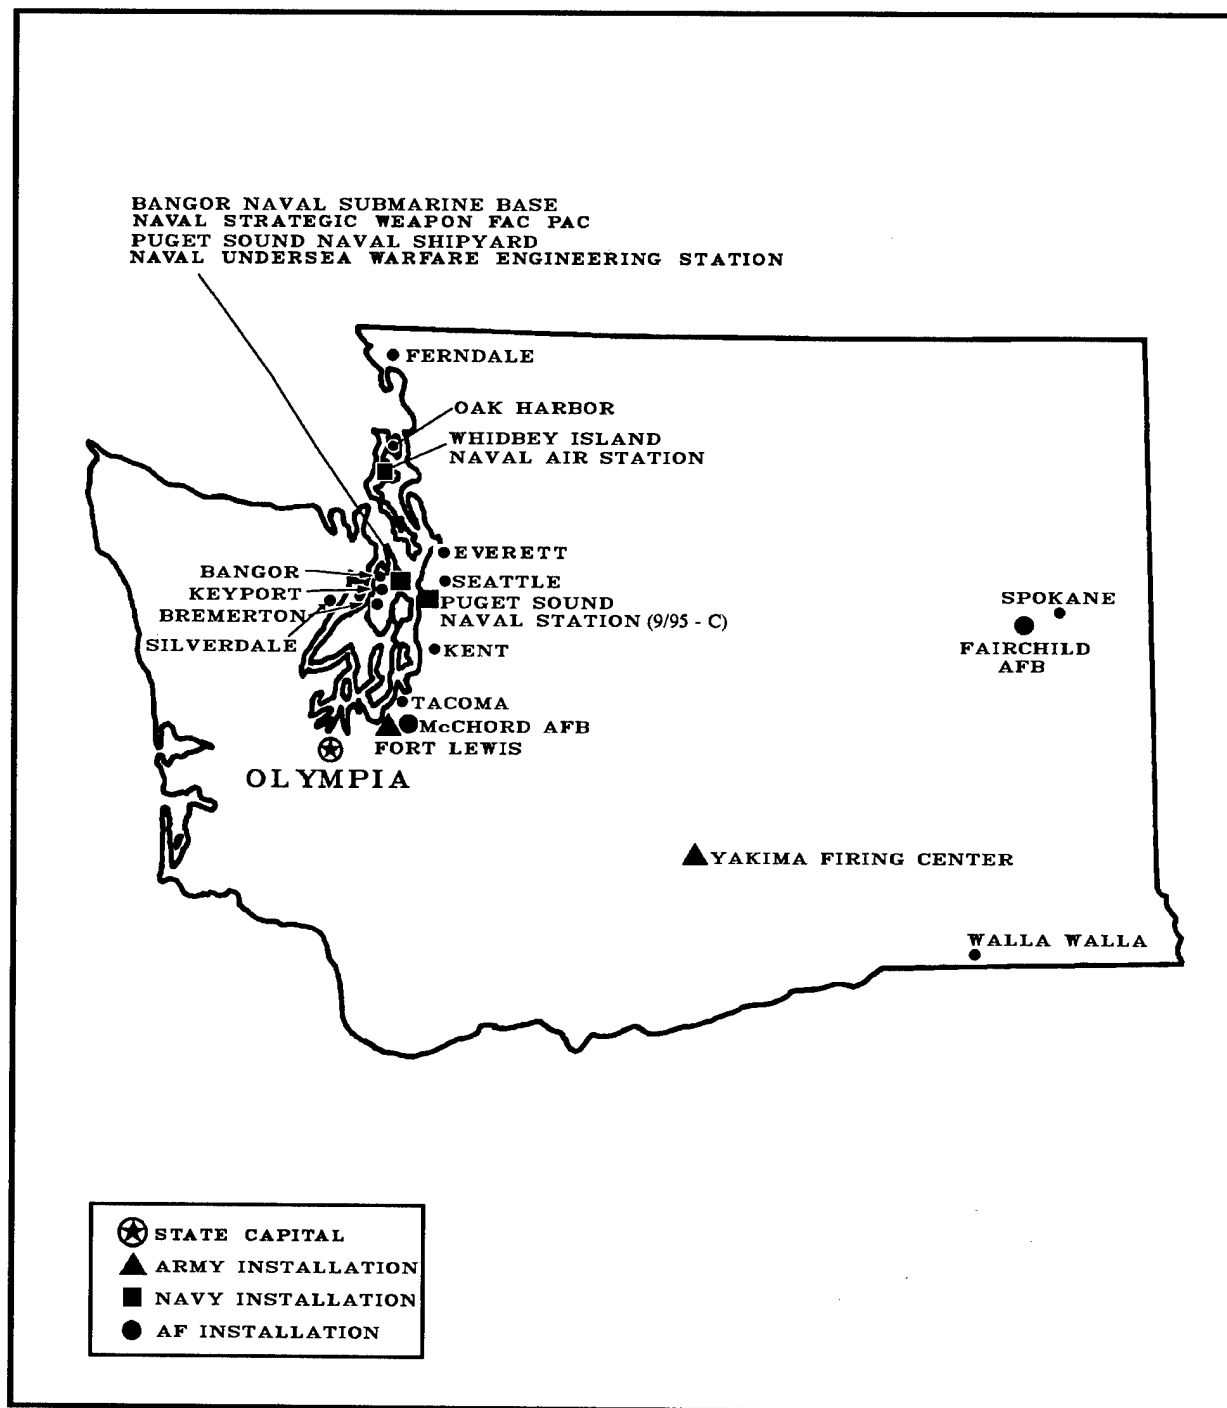 BANGOR NAVAL SUBMARINE BASE
NAVAL STRATEGIC WEAPON FAC PAC
PUGET SOUND NAVAL SHIPYARD
NAVAL UNDERSEA WARFARE ENGINEERING STATION
FERNDALE
OAK HARBOR
WHIDBEY ISLAND
NAVAL AIR STATION
EVERETT
BANGOR
SEATTLE
KEYPORT
PUGET SOUND
NAVAL STATION (9/95 - C)
BREMERTON
SILVERDALE
KENT
SPOKANE
FAIRCHILD
AFB
TACOMA
McCHORD AFB
FORT LEWIS
OLYMPIA
YAKIMA FIRING CENTER
WALLA WALLA
STATE CAPITAL
ARMY INSTALLATION
NAVY INSTALLATION
AF INSTALLATION